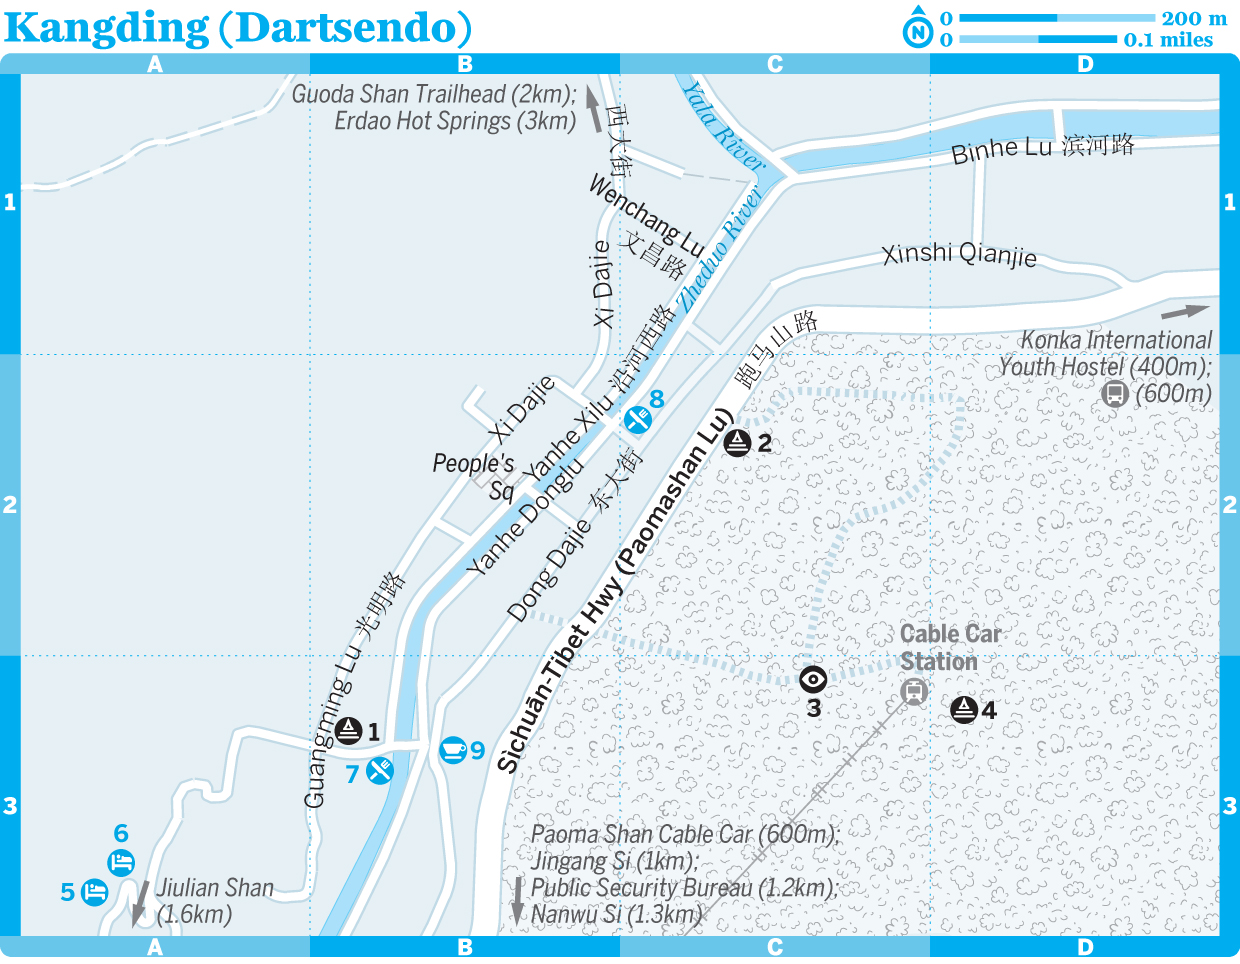 Kangding (Dartsendo)
N
0 200 m
0 0.1 miles
A B C D
Guoda Shan Trailhead (2km);
Erdao Hot Springs (3km)
西大街
Yala River
Binhe Lu 滨河路
1 1
Wenchang Lu
文昌路
Zheduo River
Xi Dajie
Xinshi Qianjie
Konka International
Youth Hostel (400m);
(600m)
跑马山路
Yanhe Xilu 沿河西路
Xi Dajie
8
2
People's
Sq
Yanhe Donglu
2 2
Dong Dajie 东大街
Sìchuān-Tibet Hwy (Paomashan Lu)
Guangming Lu 光明路
Cable Car
Station
3
4
1
7
9
3 3
6
5
Jiulian Shan
(1.6km)
Paoma Shan Cable Car (600m);
Jingang Si (1km);
Public Security Bureau (1.2km);
Nanwu Si (1.3km)
A B C D